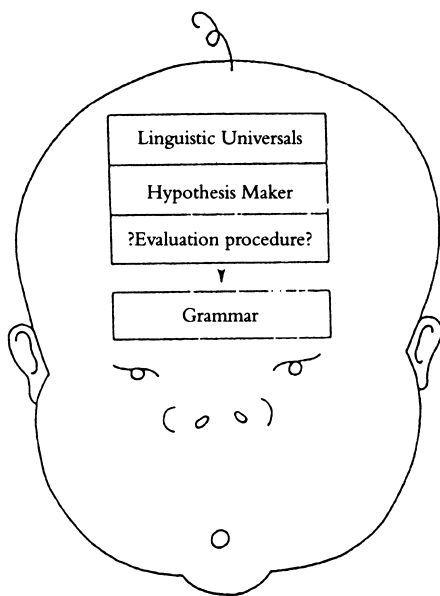 Linguistic Universals
Hypothesis Maker
?Evaluation procedure?
Grammar